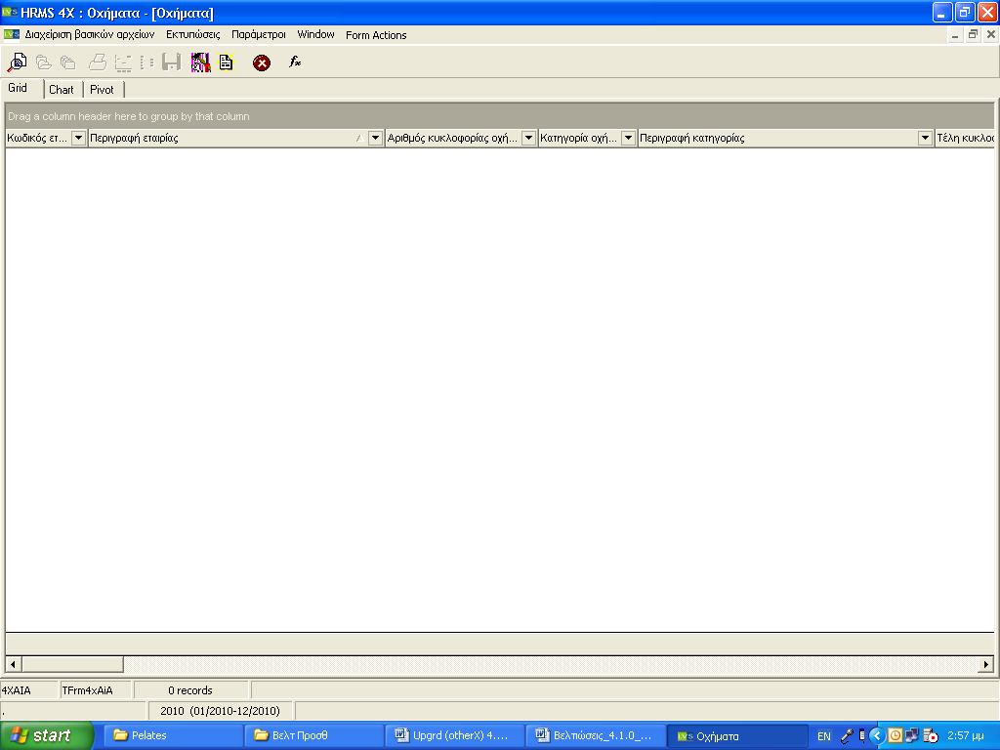 HRMS 4X : Οχήματα - [Οχήματα]
Διαχείριση βασικών αρχείων Εκτυπώσεις Παράμετροι Window Form Actions
Grid Chart Pivot
Drag a column header here to group by that column
Κωδικός ετ... Περιγραφή εταιρίας Αριθμός κυκλοφορίας οχή... Κατηγορία οχή... Περιγραφή κατηγορίας Τέλη κυκλο
4XAIA TFrm4xAiA 0 records
. 2010 (01/2010-12/2010)
start Pelates Βελτ Προσθ Upgrd (otherX) 4.... Βελτιώσεις_4.1.0_... Οχήματα EN 2:57 μμ